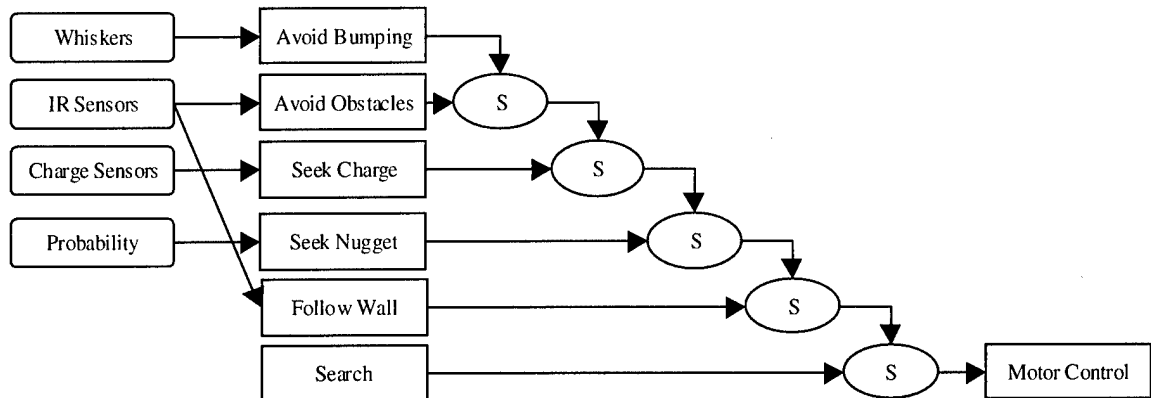 Whiskers
Avoid Bumping
IR Sensors
Avoid Obstacles
S
Charge Sensors
Seek Charge
S
Probability
Seek Nugget
S
Follow Wall
S
Search
S
Motor Control